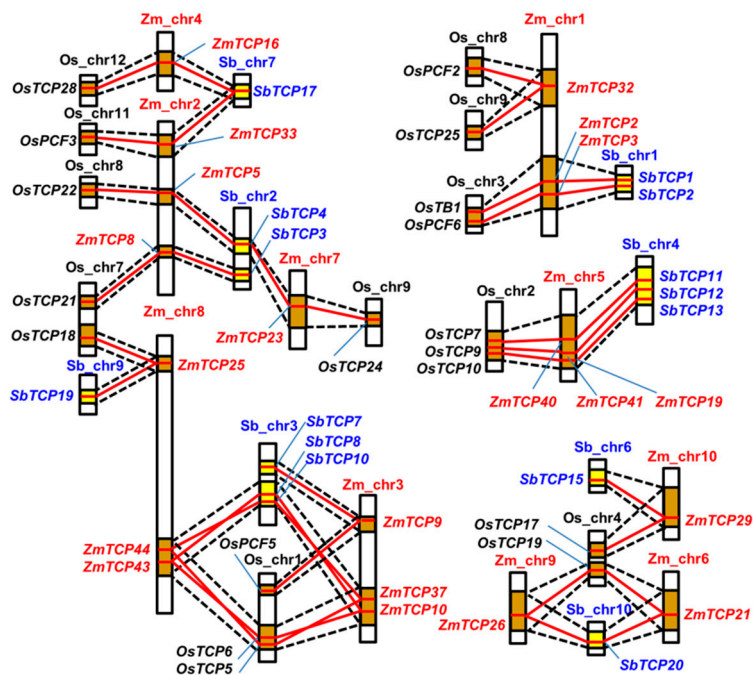 Zm_chr4
Os_chr12
ZmTCP16
Sb_chr7
OsTCP28
SbTCP17
Os_chr11
Zm_chr2
OsPCF3
ZmTCP33
Os_chr8
ZmTCP5
OsTCP22
Sb_chr2
SbTCP4
SbTCP3
ZmTCP8
Os_chr7
Zm_chr7
OsTCP21
Os_chr9
Zm_chr8
ZmTCP23
OsTCP18
OsTCP24
Sb_chr9
ZmTCP25
SbTCP19
Sb_chr3
SbTCP7
SbTCP8
SbTCP10
Zm_chr3
ZmTCP9
OsPCF5
Os_chr1
ZmTCP44
ZmTCP43
ZmTCP37
ZmTCP10
OsTCP6
OsTCP5
Zm_chr1
Os_chr8
OsPCF2
ZmTCP32
Os_chr9
OsTCP25
ZmTCP2
ZmTCP3
Sb_chr1
Os_chr3
SbTCP1
SbTCP2
OsTB1
OsPCF6
Sb_chr4
SbTCP11
SbTCP12
SbTCP13
Zm_chr5
Os_chr2
OsTCP7
OsTCP9
OsTCP10
ZmTCP40
ZmTCP41
ZmTCP19
Sb_chr6
Zm_chr10
SbTCP15
ZmTCP29
OsTCP17
Os_chr4
OsTCP19
Zm_chr9
Zm_chr6
Sb_chr10
ZmTCP26
ZmTCP21
SbTCP20